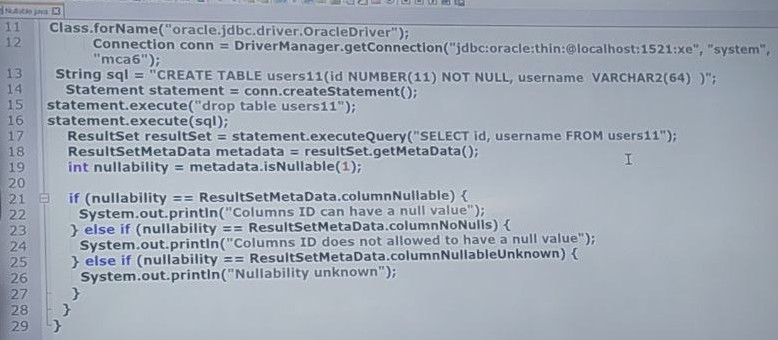 Nullable.java
11 Class.forName("oracle.jdbc.driver.OracleDriver");
12 Connection conn = DriverManager.getConnection("jdbc:oracle:thin:@localhost:1521:xe", "system",
"mca6");
13 String sql = "CREATE TABLE users11(id NUMBER(11) NOT NULL, username VARCHAR2(64) )";
14 Statement statement = conn.createStatement();
15 statement.execute("drop table users11");
16 statement.execute(sql);
17 ResultSet resultSet = statement.executeQuery("SELECT id, username FROM users11");
18 ResultSetMetaData metadata = resultSet.getMetaData();
19 int nullability = metadata.isNullable(1);
20
21 if (nullability == ResultSetMetaData.columnNullable) {
22 System.out.println("Columns ID can have a null value");
23 } else if (nullability == ResultSetMetaData.columnNoNulls) {
24 System.out.println("Columns ID does not allowed to have a null value");
25 } else if (nullability == ResultSetMetaData.columnNullableUnknown) {
26 System.out.println("Nullability unknown");
27 }
28 }
29 }